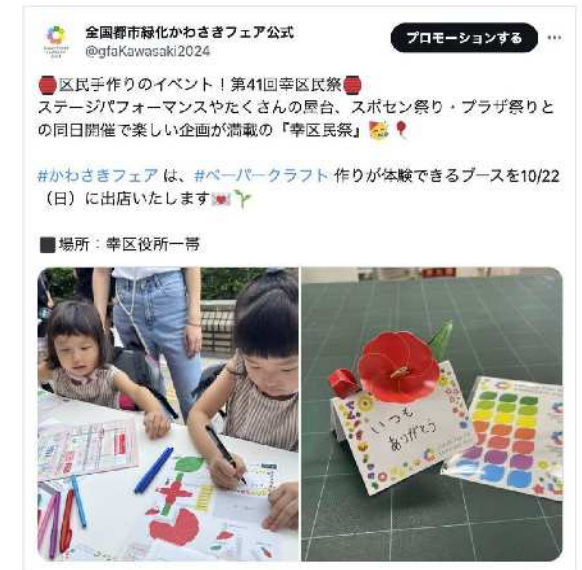 全国都市緑化かわさきフェア公式
@gfaKawasaki2024
プロモーションする
🏮区民手作りのイベント!第41回幸区民祭🏮
ステージパフォーマンスやたくさんの屋台、スポセン祭り・プラザ祭りと
の同日開催で楽しい企画が満載の『幸区民祭』🥳🎈
#かわさきフェア は、#ペーパークラフト 作りが体験できるブースを10/22
(日)に出店いたします💌🌱
■場所:幸区役所一帯
いつも
ありがとう